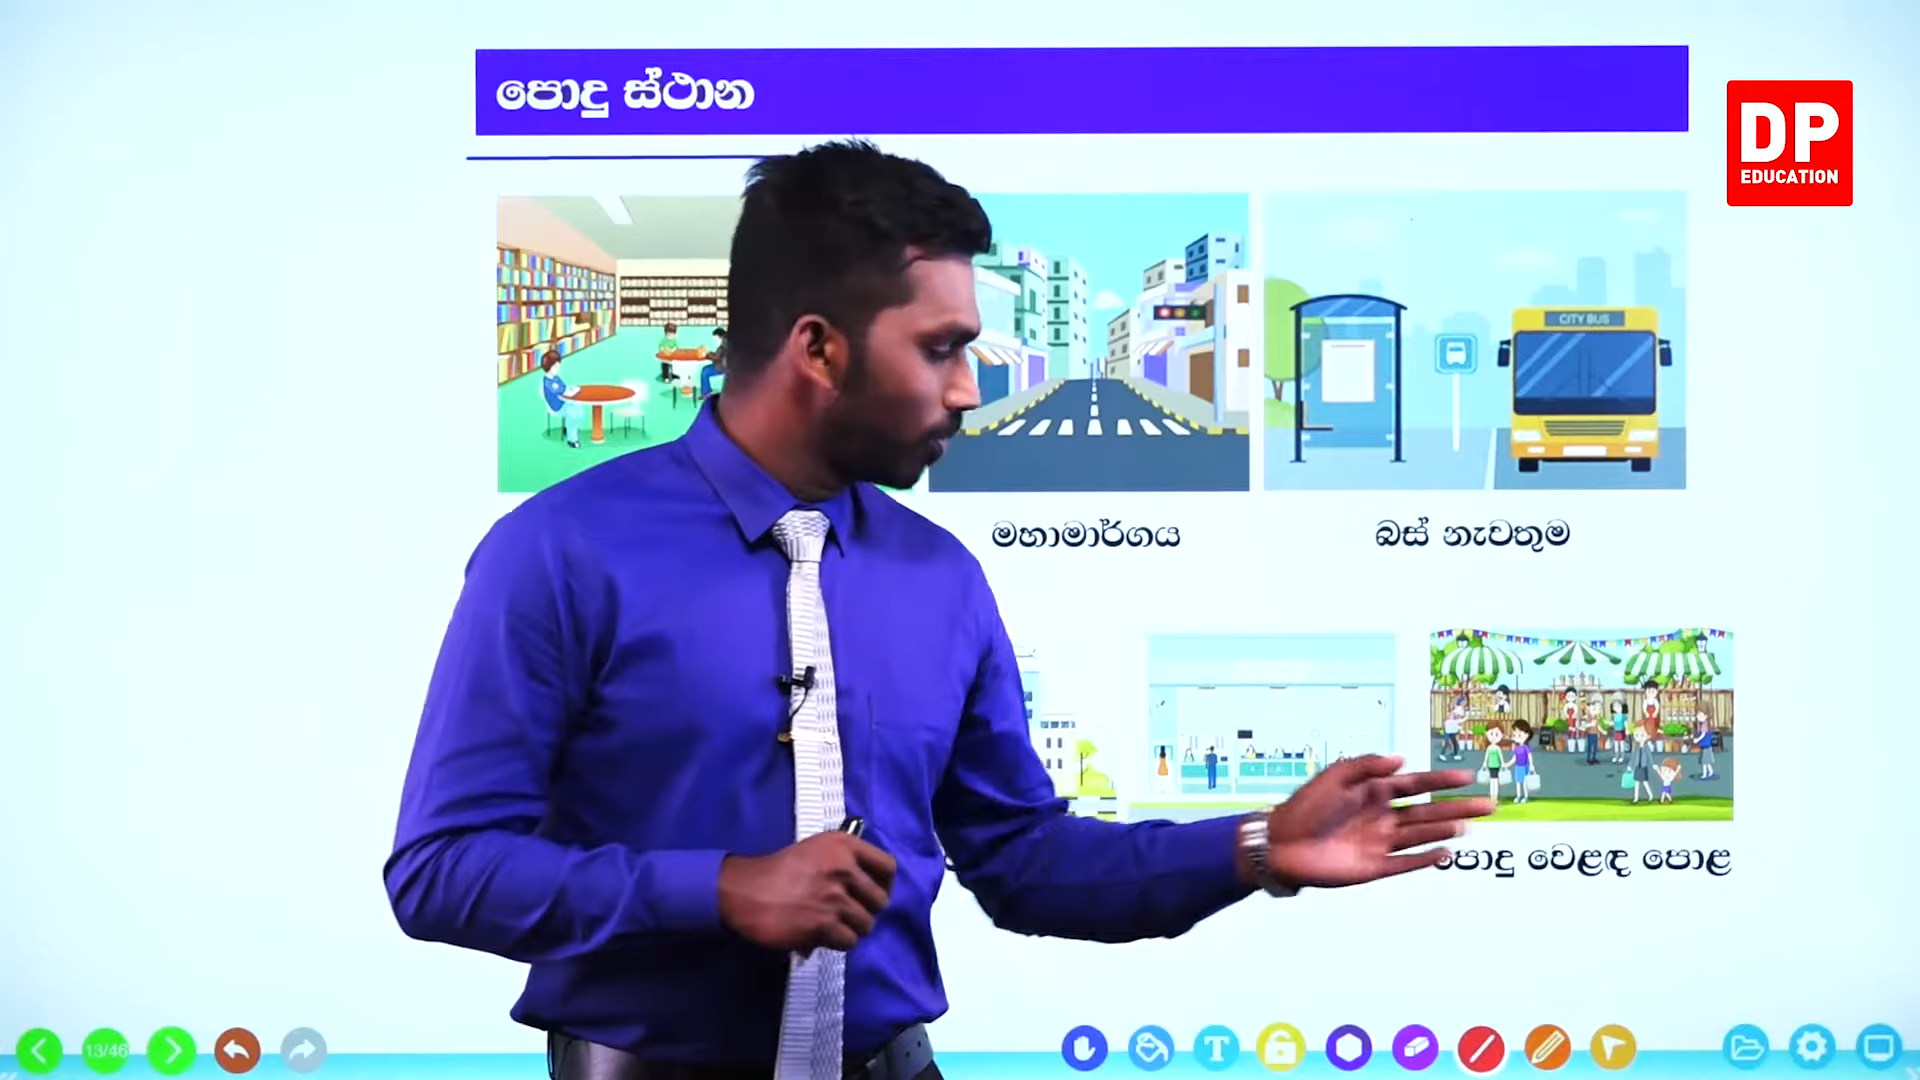 පොදු ස්ථාන
DP
EDUCATION
CITY BUS
මහාමාර්ගය
බස් නැවතුම
පොදු වෙළඳ පොළ
13/46
T